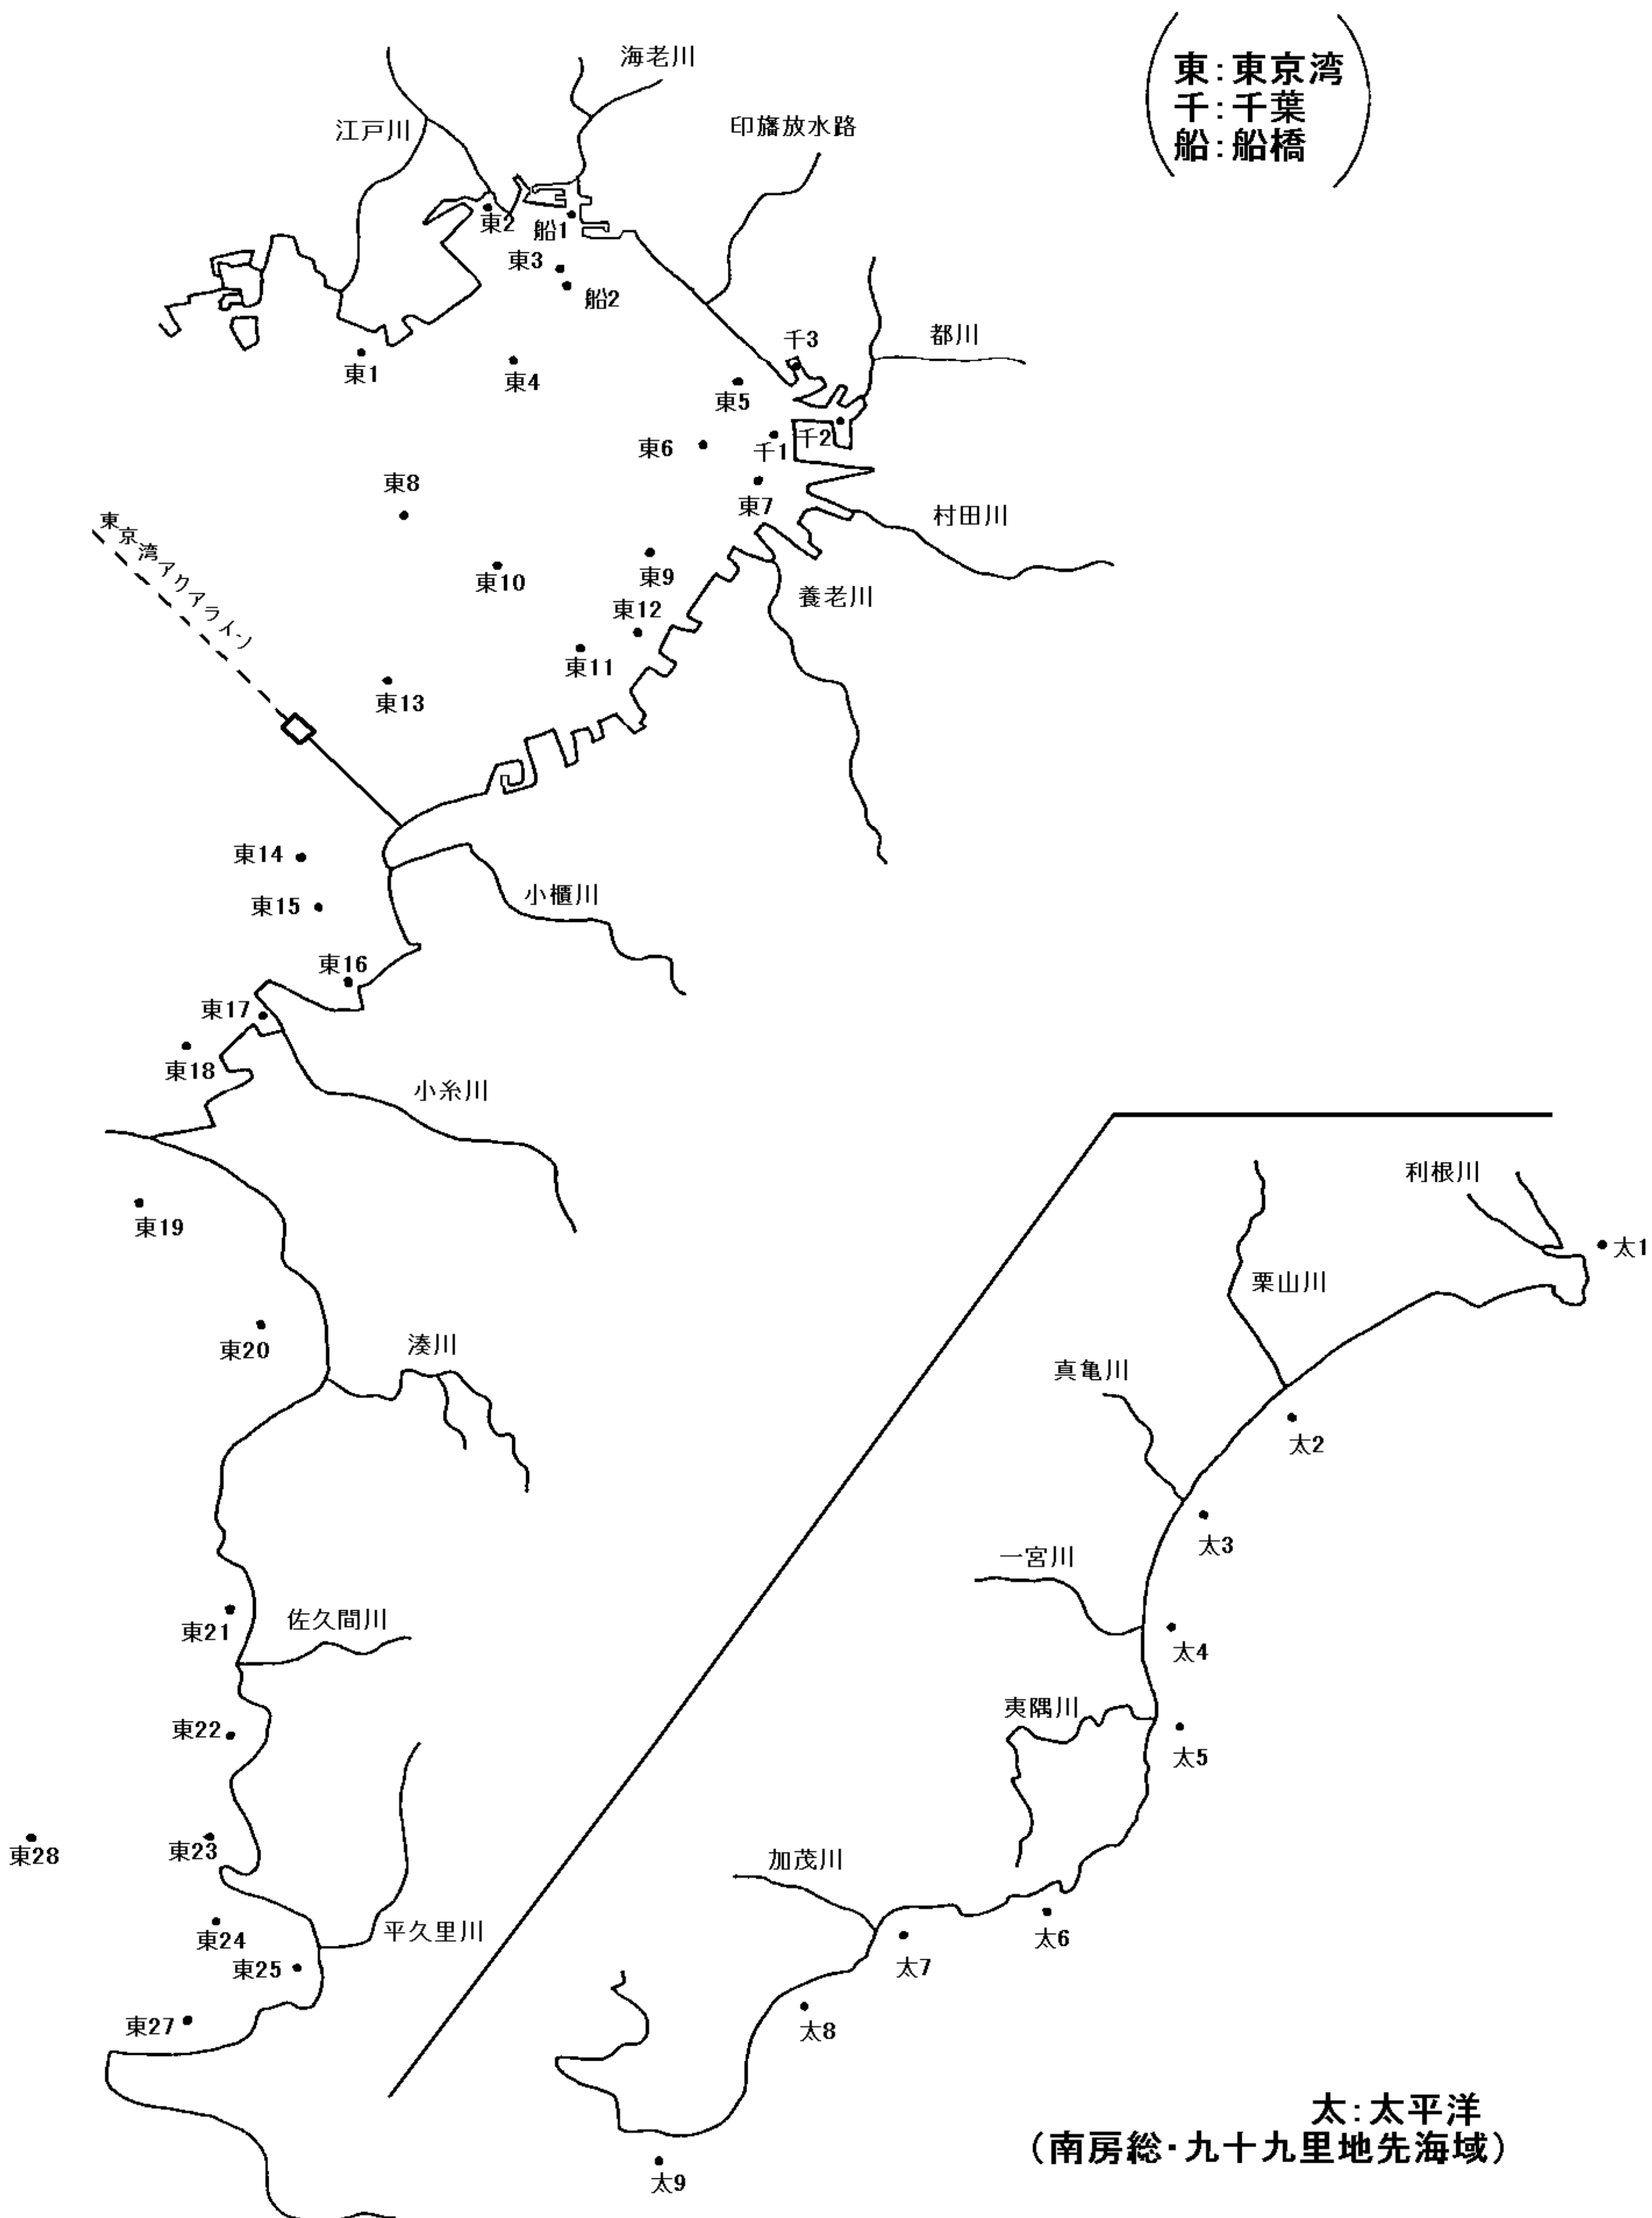 東:東京湾
千:千葉
船:船橋
海老川
江戸川
印旛放水路
東2
船1
東3
船2
都川
千3
東1
東4
東5
千2
東6
千1
東8
東7
村田川
東京湾アクアライン
東9
東10
養老川
東12
東11
東13
東14
小櫃川
東15
東16
東17
東18
小糸川
東19
東20
湊川
東21
佐久間川
東22
東23
東28
東24
平久里川
東25
東27
利根川
太1
栗山川
真亀川
太2
太3
一宮川
太4
夷隅川
太5
加茂川
太6
太7
太8
太9
太:太平洋
(南房総・九十九里地先海域)